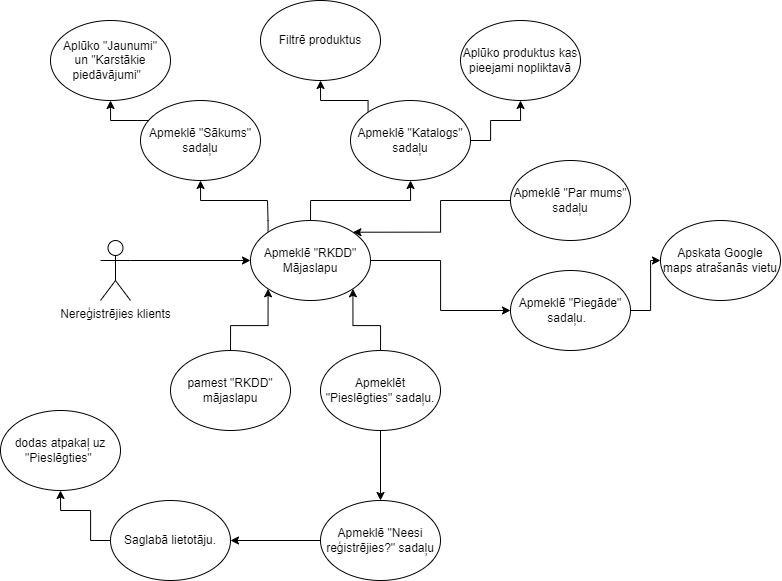 Aplūko "Jaunumi"
un "Karstākie
piedāvājumi"
Filtrē produktus
Aplūko produktus kas
pieejami nopliktavā
Apmeklē "Sākums"
sadaļu
Apmeklē "Katalogs"
sadaļu
Apmeklē "Par mums"
sadaļu
Apmeklē "RKDD"
Mājaslapu
Apskata Google
maps atrašanās vietu
Nereģistrējies klients
Apmeklē "Piegāde"
sadaļu.
pamest "RKDD"
mājaslapu
Apmeklēt
"Pieslēgties" sadaļu.
dodas atpakaļ uz
"Pieslēgties"
Saglabā lietotāju.
Apmeklē "Neesi
reģistrējies?" sadaļu